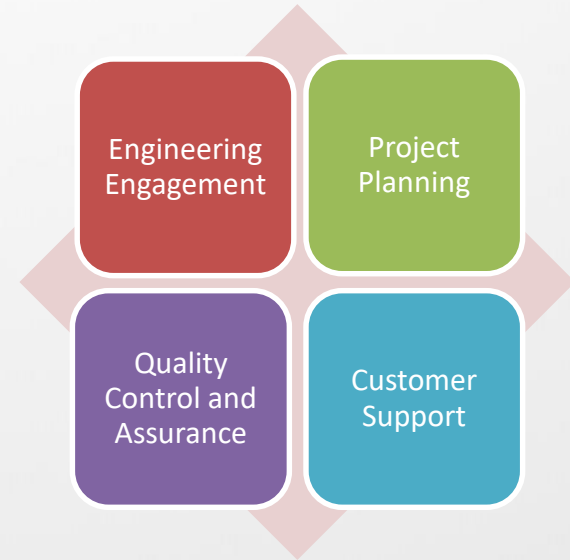 Engineering
Engagement
Project
Planning
Quality
Control and
Assurance
Customer
Support